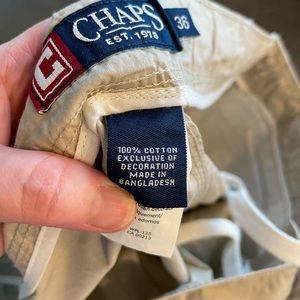 CHAPS
EST. 1978
36
100% COTTON
EXCLUSIVE OF
DECORATION
MADE IN
BANGLADESH